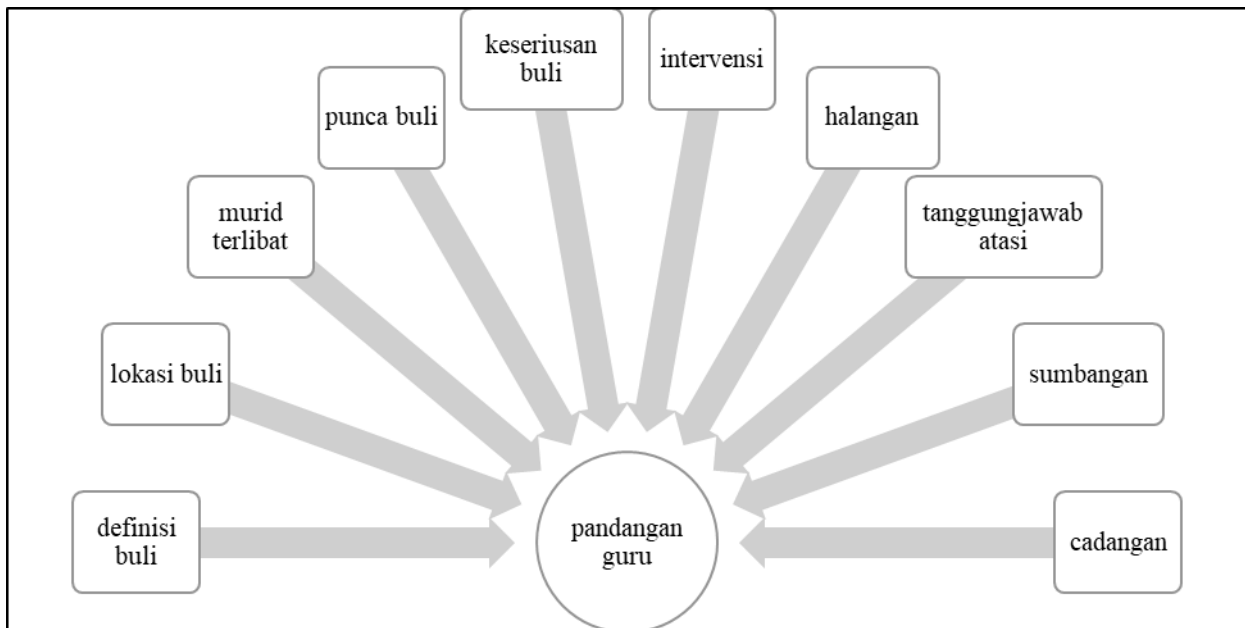 keseriusan
buli
intervensi
punca buli
halangan
murid
terlibat
tanggungjawab
atasi
lokasi buli
sumbangan
definisi
buli
pandangan
guru
cadangan